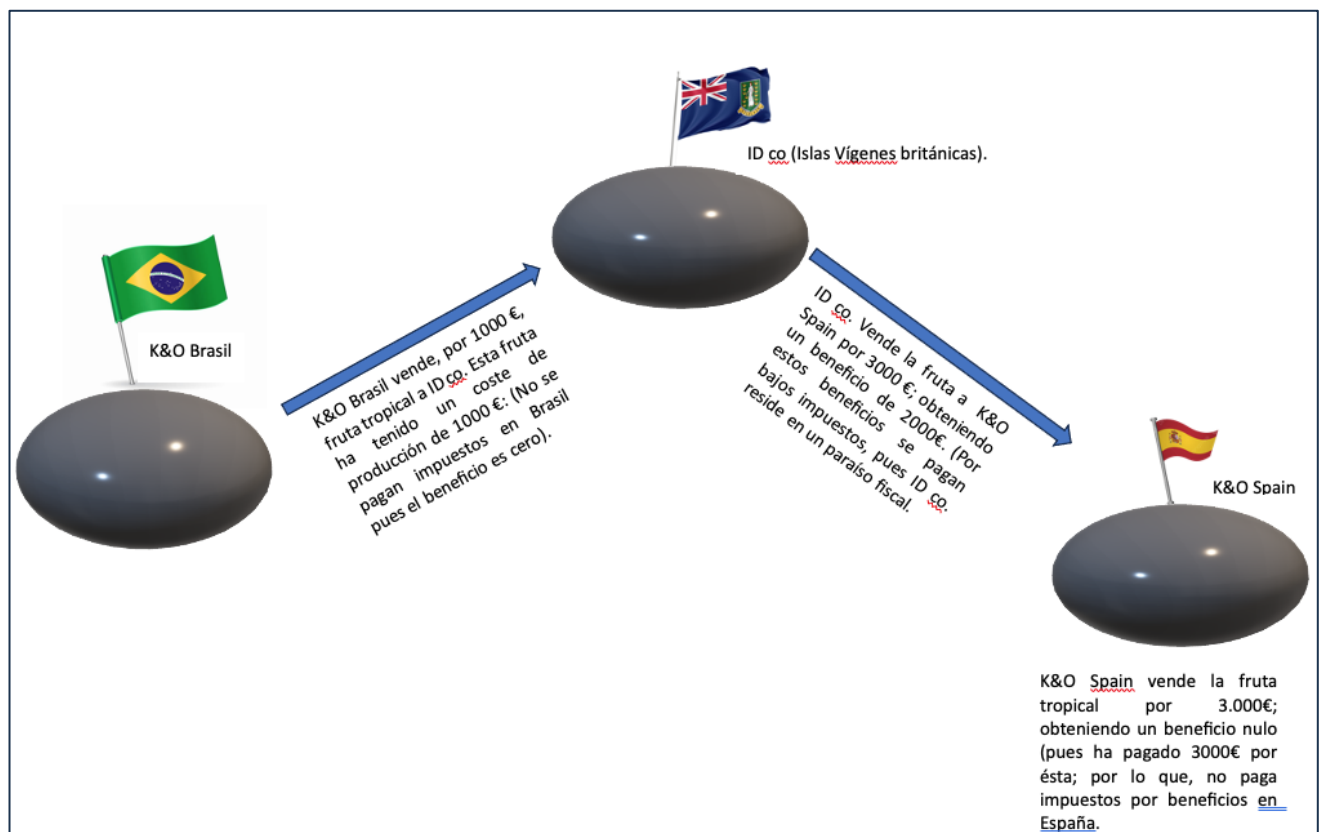 ID co (Islas Vígenes británicas).
K&O Brasil
K&O Brasil vende, por 1000 €,
fruta tropical a ID co. Esta fruta
ha tenido un coste de
producción de 1000 €: (No se
pagan impuestos en Brasil
pues el beneficio es cero).
ID co. Vende la fruta a K&O
Spain por 3000 €; obteniendo
un beneficio de 2000€. (Por
estos beneficios se pagan
bajos impuestos, pues ID co.
reside en un paraíso fiscal.
K&O Spain
K&O Spain vende la fruta
tropical por 3.000€;
obteniendo un beneficio nulo
(pues ha pagado 3000€ por
ésta; por lo que, no paga
impuestos por beneficios en
España.